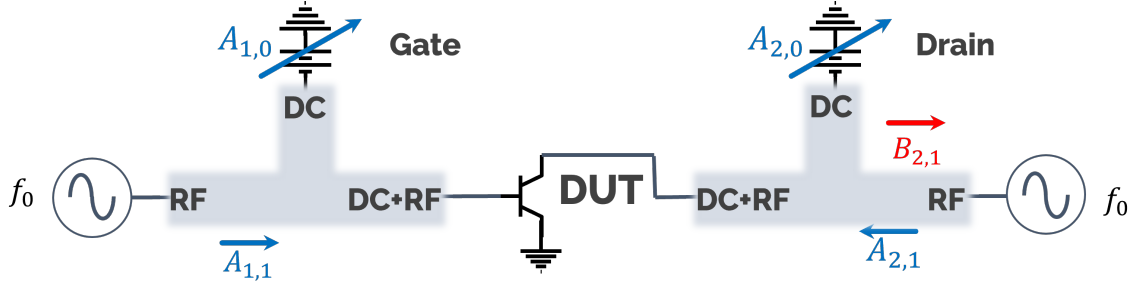 A1,0
Gate
A2,0
Drain
DC
DC
B2,1
f0
RF
DC+RF
DUT
DC+RF
RF
f0
A1,1
A2,1